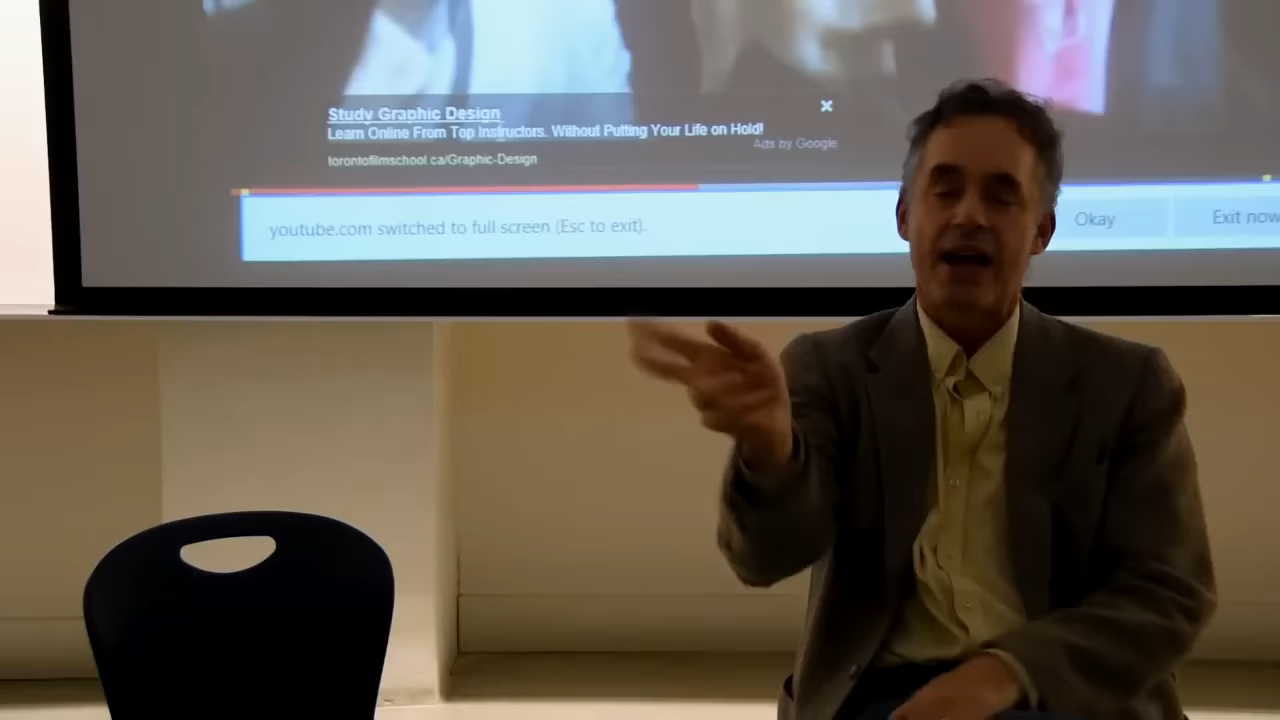 Study Graphic Design
Learn Online From Top Instructors. Without Putting Your Life on Hold!
Ads by Google
torontofilmschool.ca/Graphic-Design
youtube.com switched to full screen (Esc to exit).
Okay
Exit now